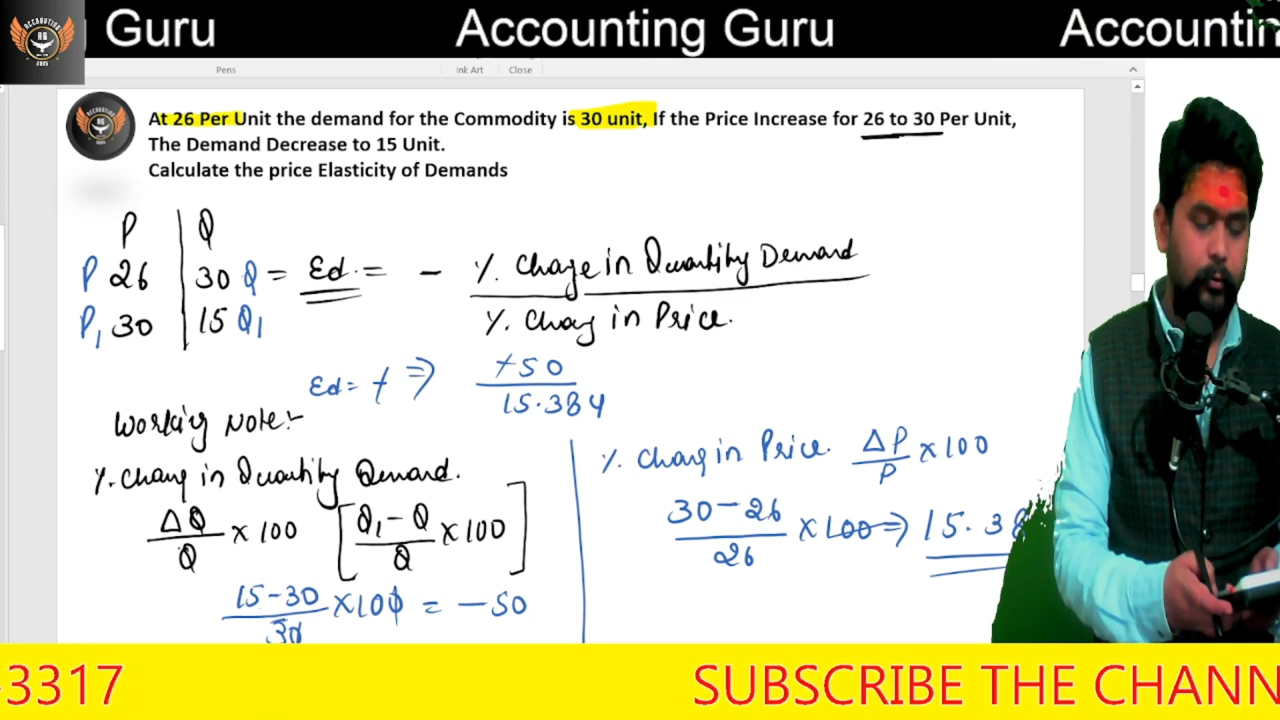 Guru Accounting Guru Accountin
ACCOUNTING
AG
GURU
Pens Ink Art Close
At 26 Per Unit the demand for the Commodity is 30 unit, If the Price Increase for 26 to 30 Per Unit,
The Demand Decrease to 15 Unit.
Calculate the price Elasticity of Demands
P Q
P 26 30 Q = Ed = - % Change in Quantity Demand
P1 30 15 Q1 % Chang in Price.
Ed = + ⇒ +50
15.384
Working Note:-
% Chang in Quantity Demand.
ΔQ/Q × 100 [Q1 - Q/Q × 100]
15-30/30 × 100 = -50
% Chang in Price. ΔP/P × 100
30-26/26 × 100 ⇒ 15.38
3317 SUBSCRIBE THE CHANN